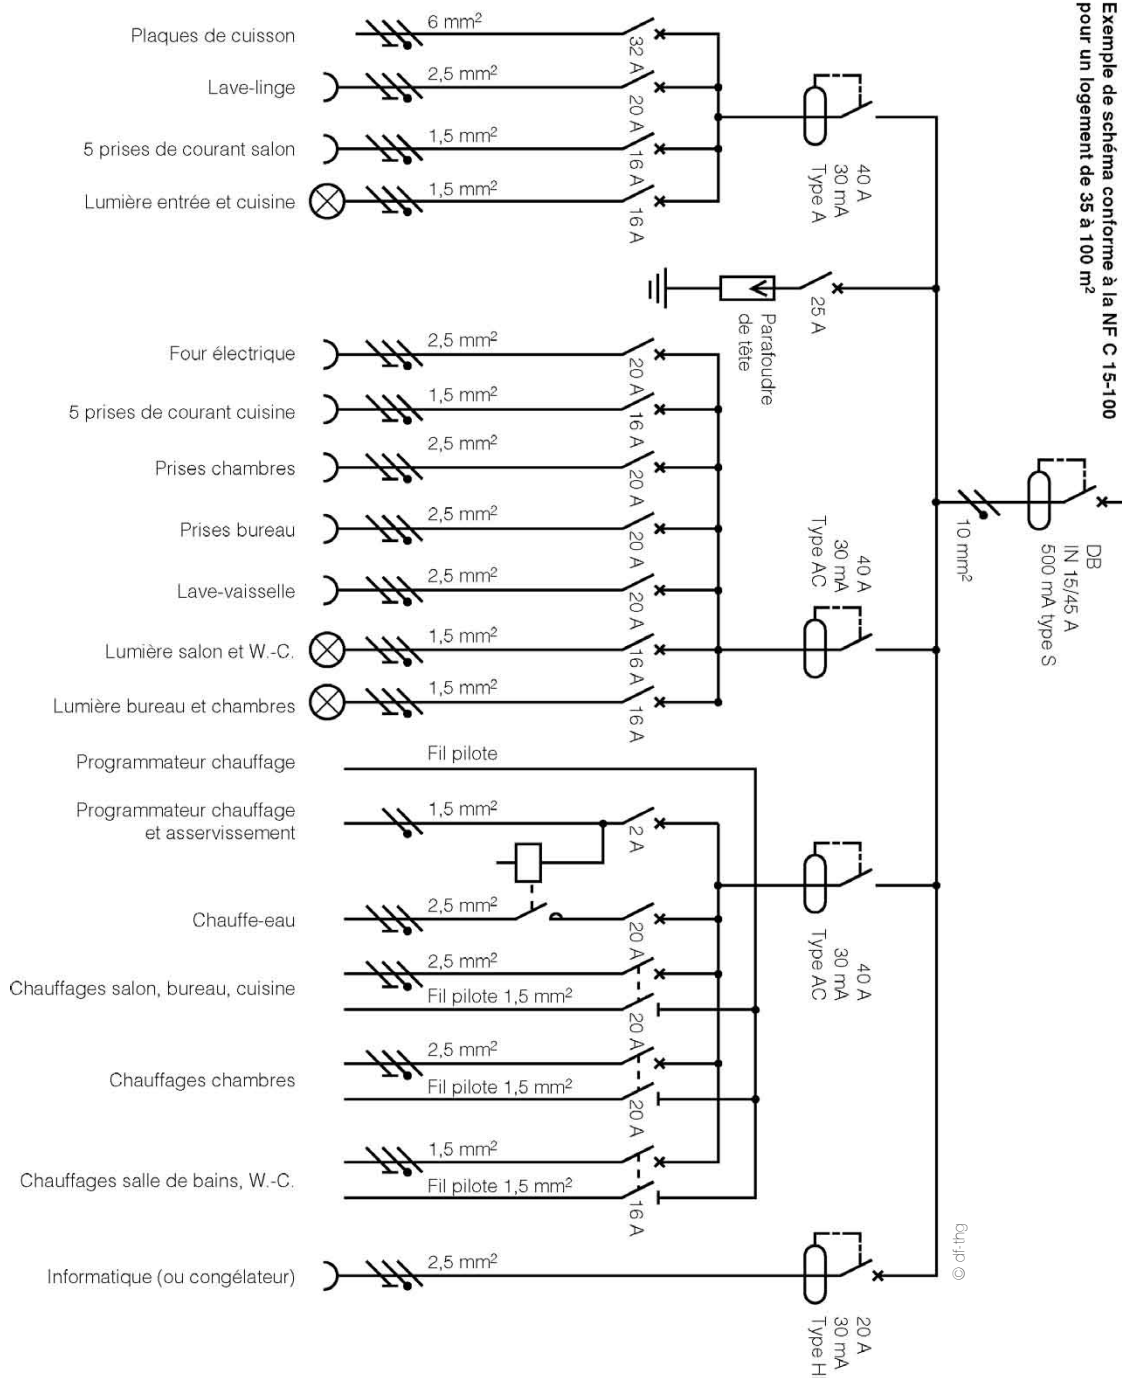 Exemple de schéma conforme à la NF C 15-100
pour un logement de 35 à 100 m²
Plaques de cuisson
6 mm²
32 A
Lave-linge
2,5 mm²
20 A
5 prises de courant salon
1,5 mm²
16 A
Lumière entrée et cuisine
1,5 mm²
16 A
40 A
30 mA
Type A
25 A
Parafoudre
de tête
Four électrique
2,5 mm²
20 A
5 prises de courant cuisine
1,5 mm²
16 A
Prises chambres
2,5 mm²
20 A
Prises bureau
2,5 mm²
20 A
Lave-vaisselle
2,5 mm²
20 A
Lumière salon et W.-C.
1,5 mm²
16 A
Lumière bureau et chambres
1,5 mm²
16 A
40 A
30 mA
Type AC
10 mm²
DB
IN 15/45 A
500 mA type S
Programmateur chauffage
Fil pilote
Programmateur chauffage
et asservissement
1,5 mm²
2 A
Chauffe-eau
2,5 mm²
20 A
Chauffages salon, bureau, cuisine
2,5 mm²
Fil pilote 1,5 mm²
20 A
Chauffages chambres
2,5 mm²
Fil pilote 1,5 mm²
20 A
Chauffages salle de bains, W.-C.
1,5 mm²
Fil pilote 1,5 mm²
16 A
40 A
30 mA
Type AC
Informatique (ou congélateur)
2,5 mm²
20 A
30 mA
Type
© df-thg